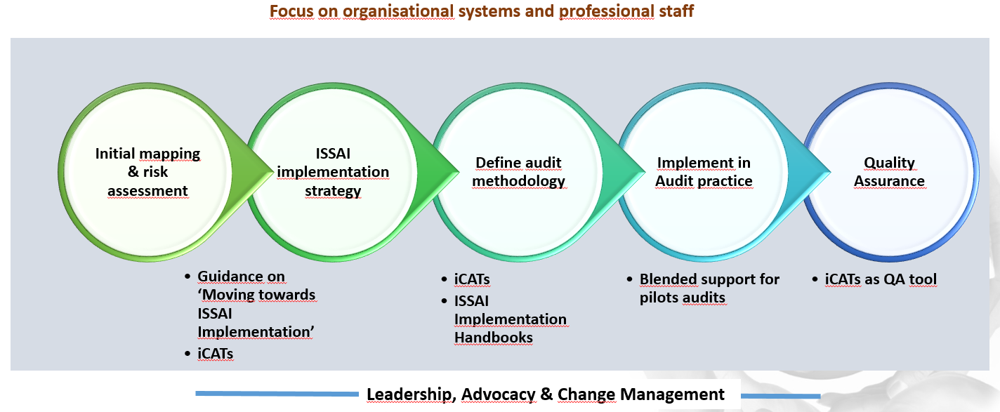 Focus on organisational systems and professional staff
Initial mapping
& risk
assessment
ISSAI
implementation
strategy
Define audit
methodology
Implement in
Audit practice
Quality
Assurance
• Guidance on
‘Moving towards
ISSAI
Implementation’
• iCATs
• iCATs
• ISSAI
Implementation
Handbooks
• Blended support for
pilots audits
• iCATs as QA tool
Leadership, Advocacy & Change Management